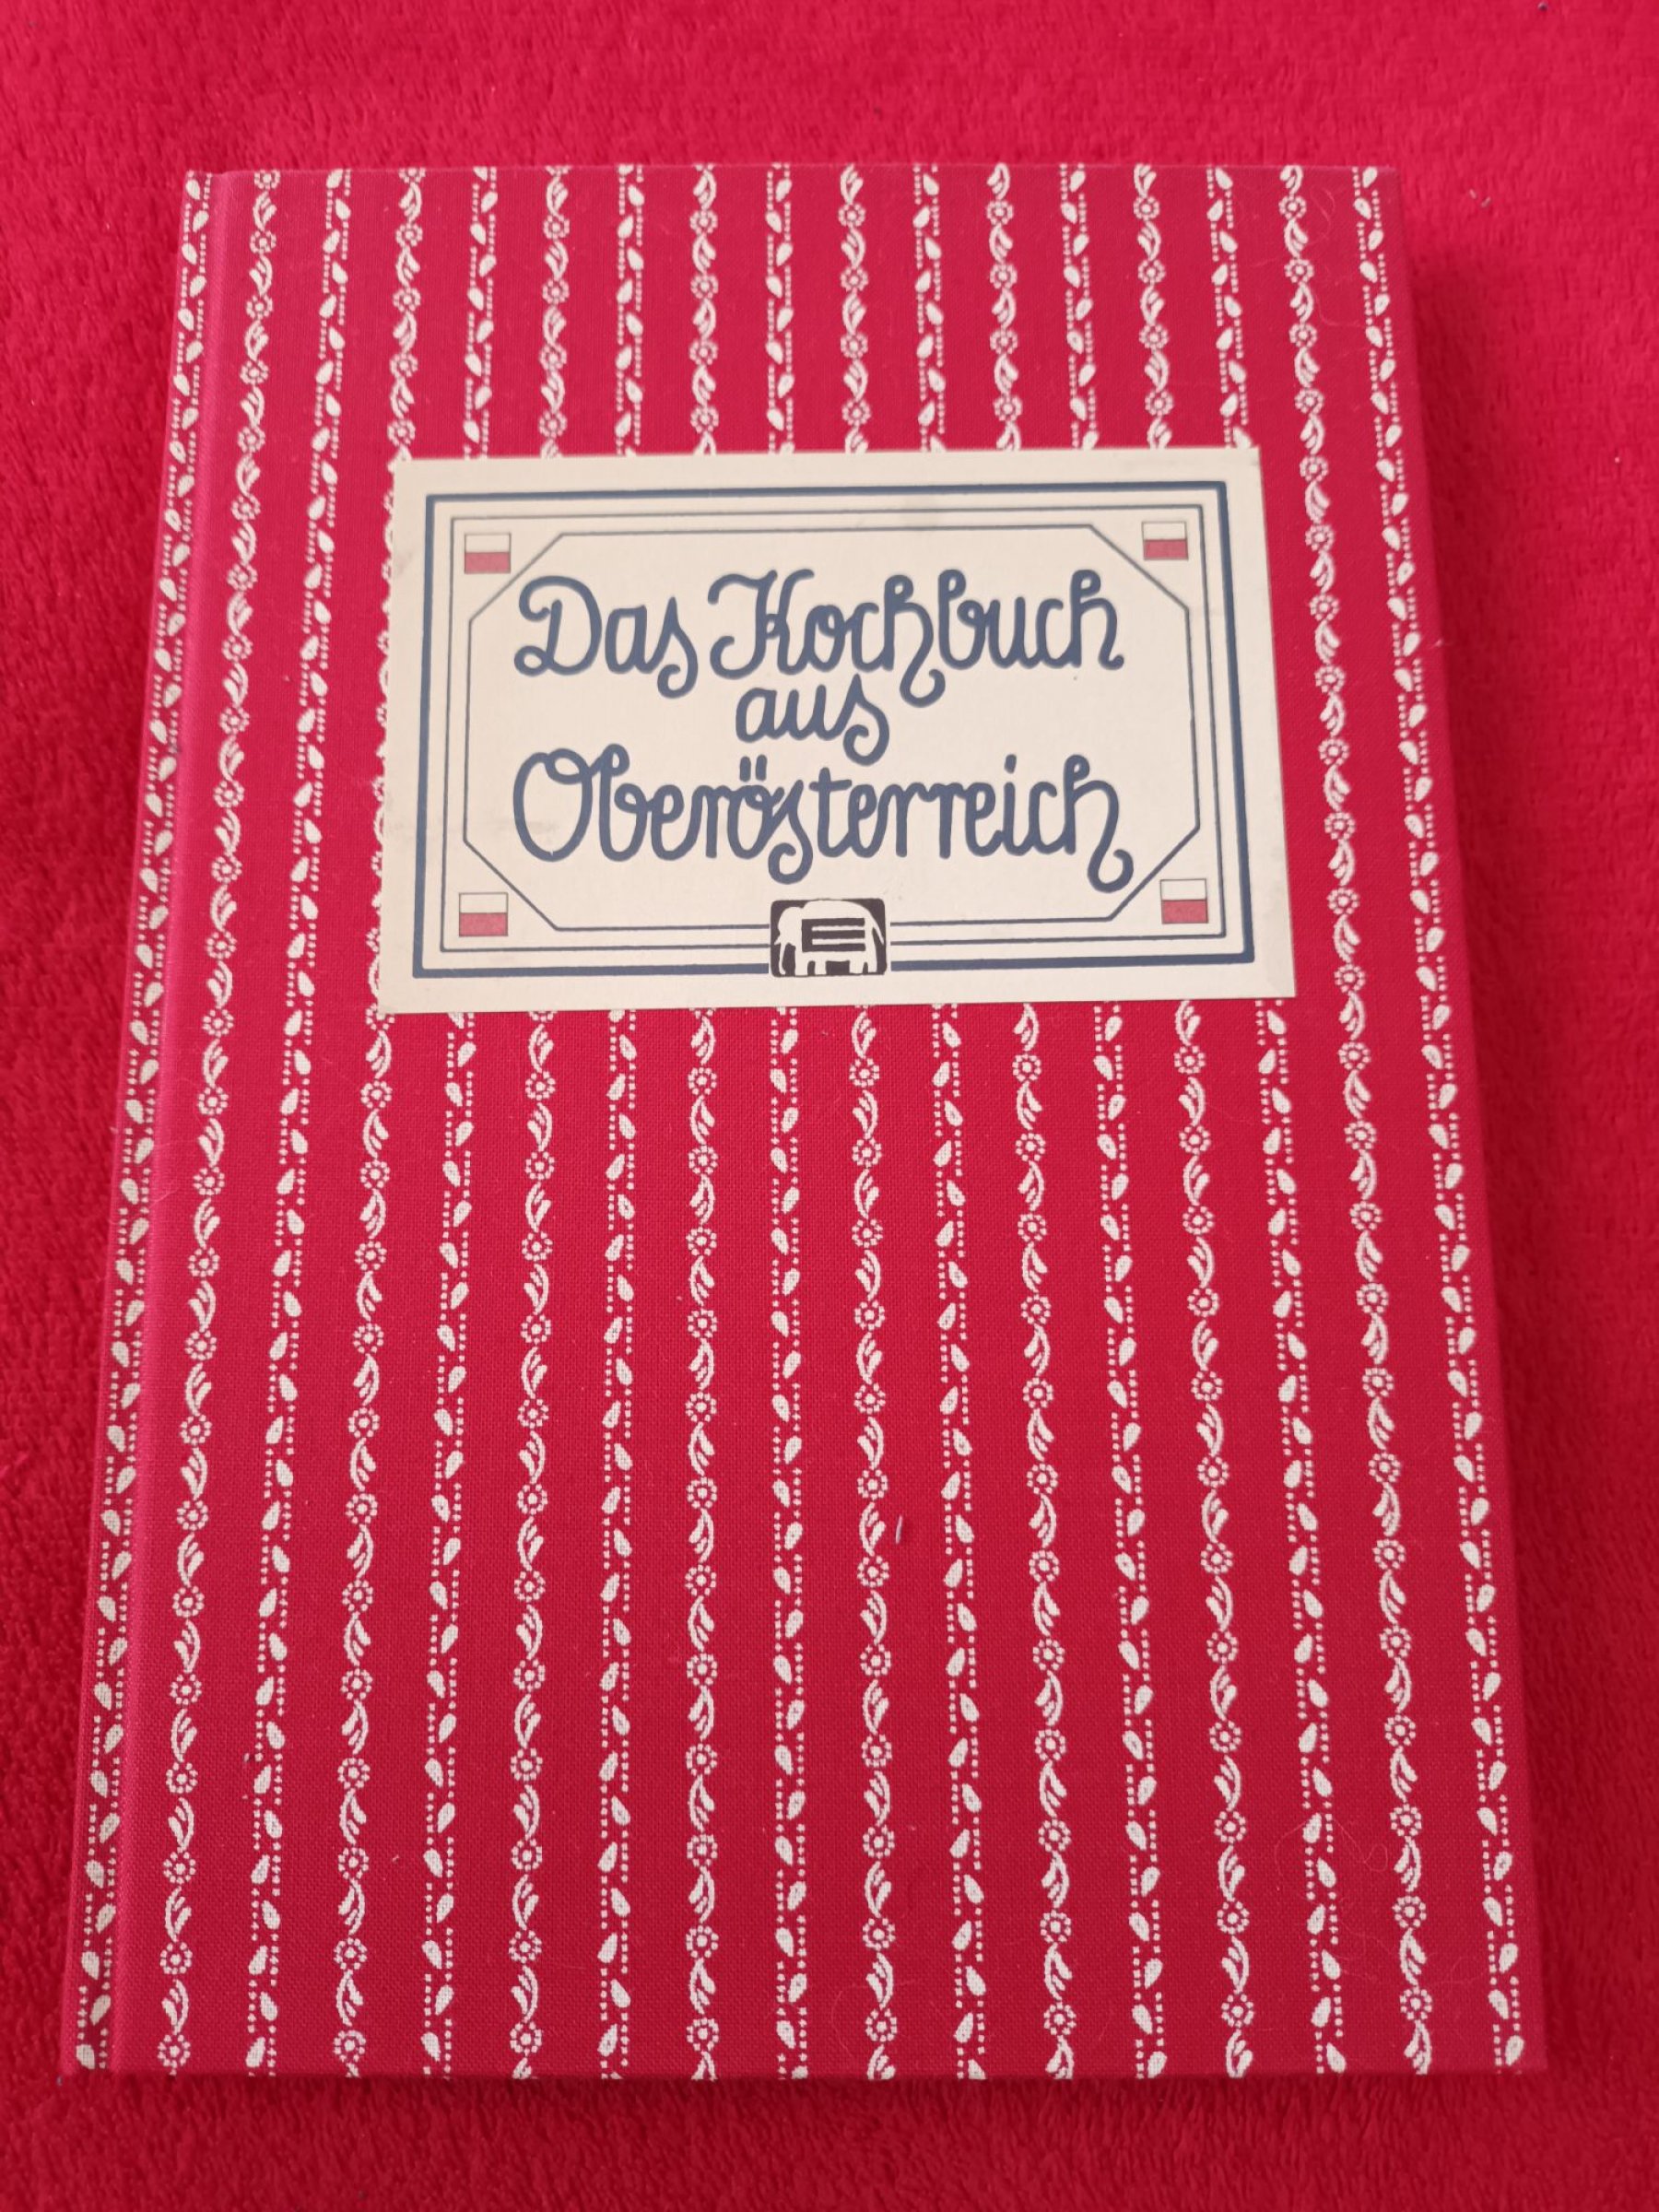 Das Kochbuch
aus
Oberösterreich